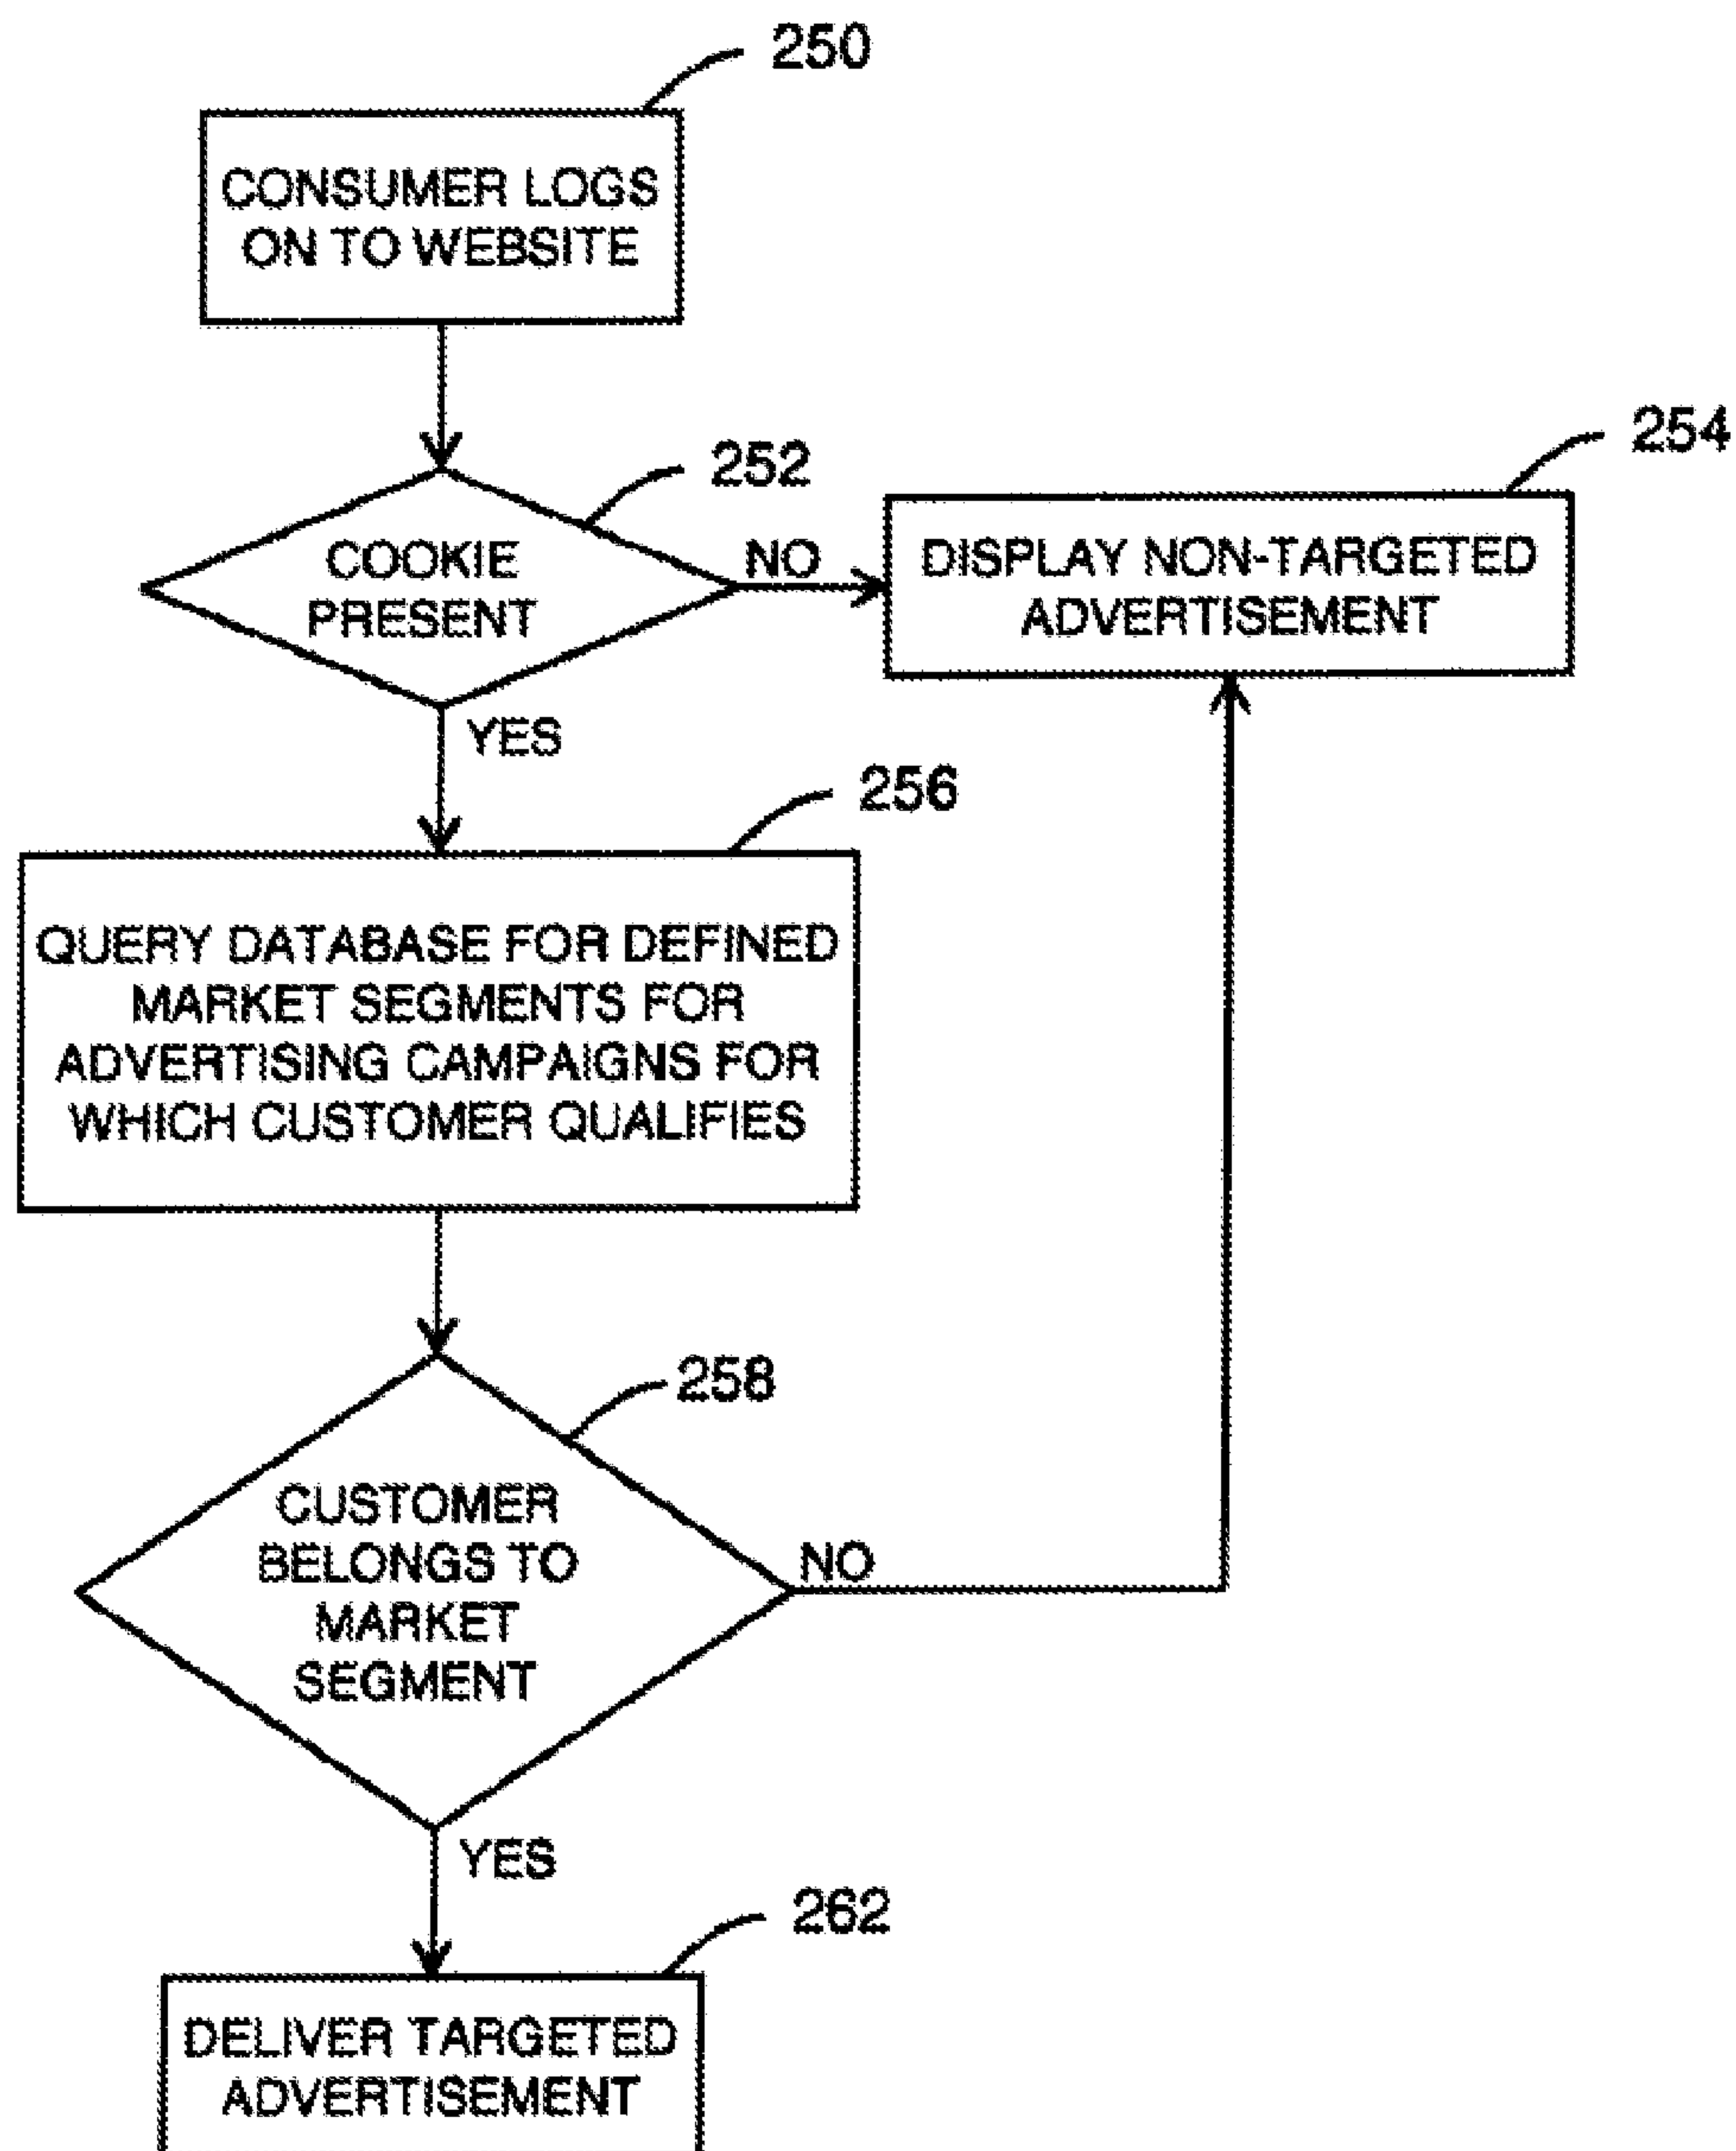 250
CONSUMER LOGS
ON TO WEBSITE
252
COOKIE
PRESENT
NO
254
DISPLAY NON-TARGETED
ADVERTISEMENT
YES
256
QUERY DATABASE FOR DEFINED
MARKET SEGMENTS FOR
ADVERTISING CAMPAIGNS FOR
WHICH CUSTOMER QUALIFIES
258
CUSTOMER
BELONGS TO
MARKET
SEGMENT
NO
YES
262
DELIVER TARGETED
ADVERTISEMENT